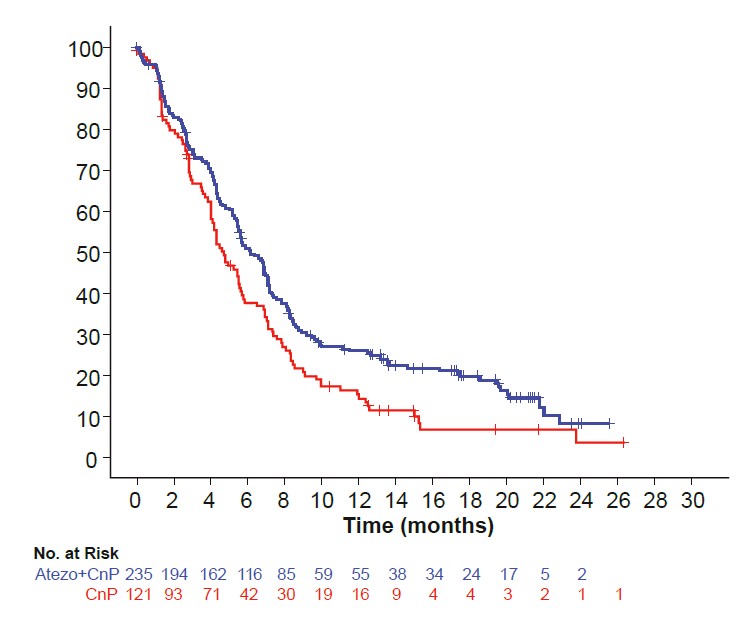 100
90
80
70
60
50
40
30
20
10
0
0 2 4 6 8 10 12 14 16 18 20 22 24 26 28 30
Time (months)
No. at Risk
Atezo+CnP 235 194 162 116 85 59 55 38 34 24 17 5 2
CnP 121 93 71 42 30 19 16 9 4 4 3 2 1 1